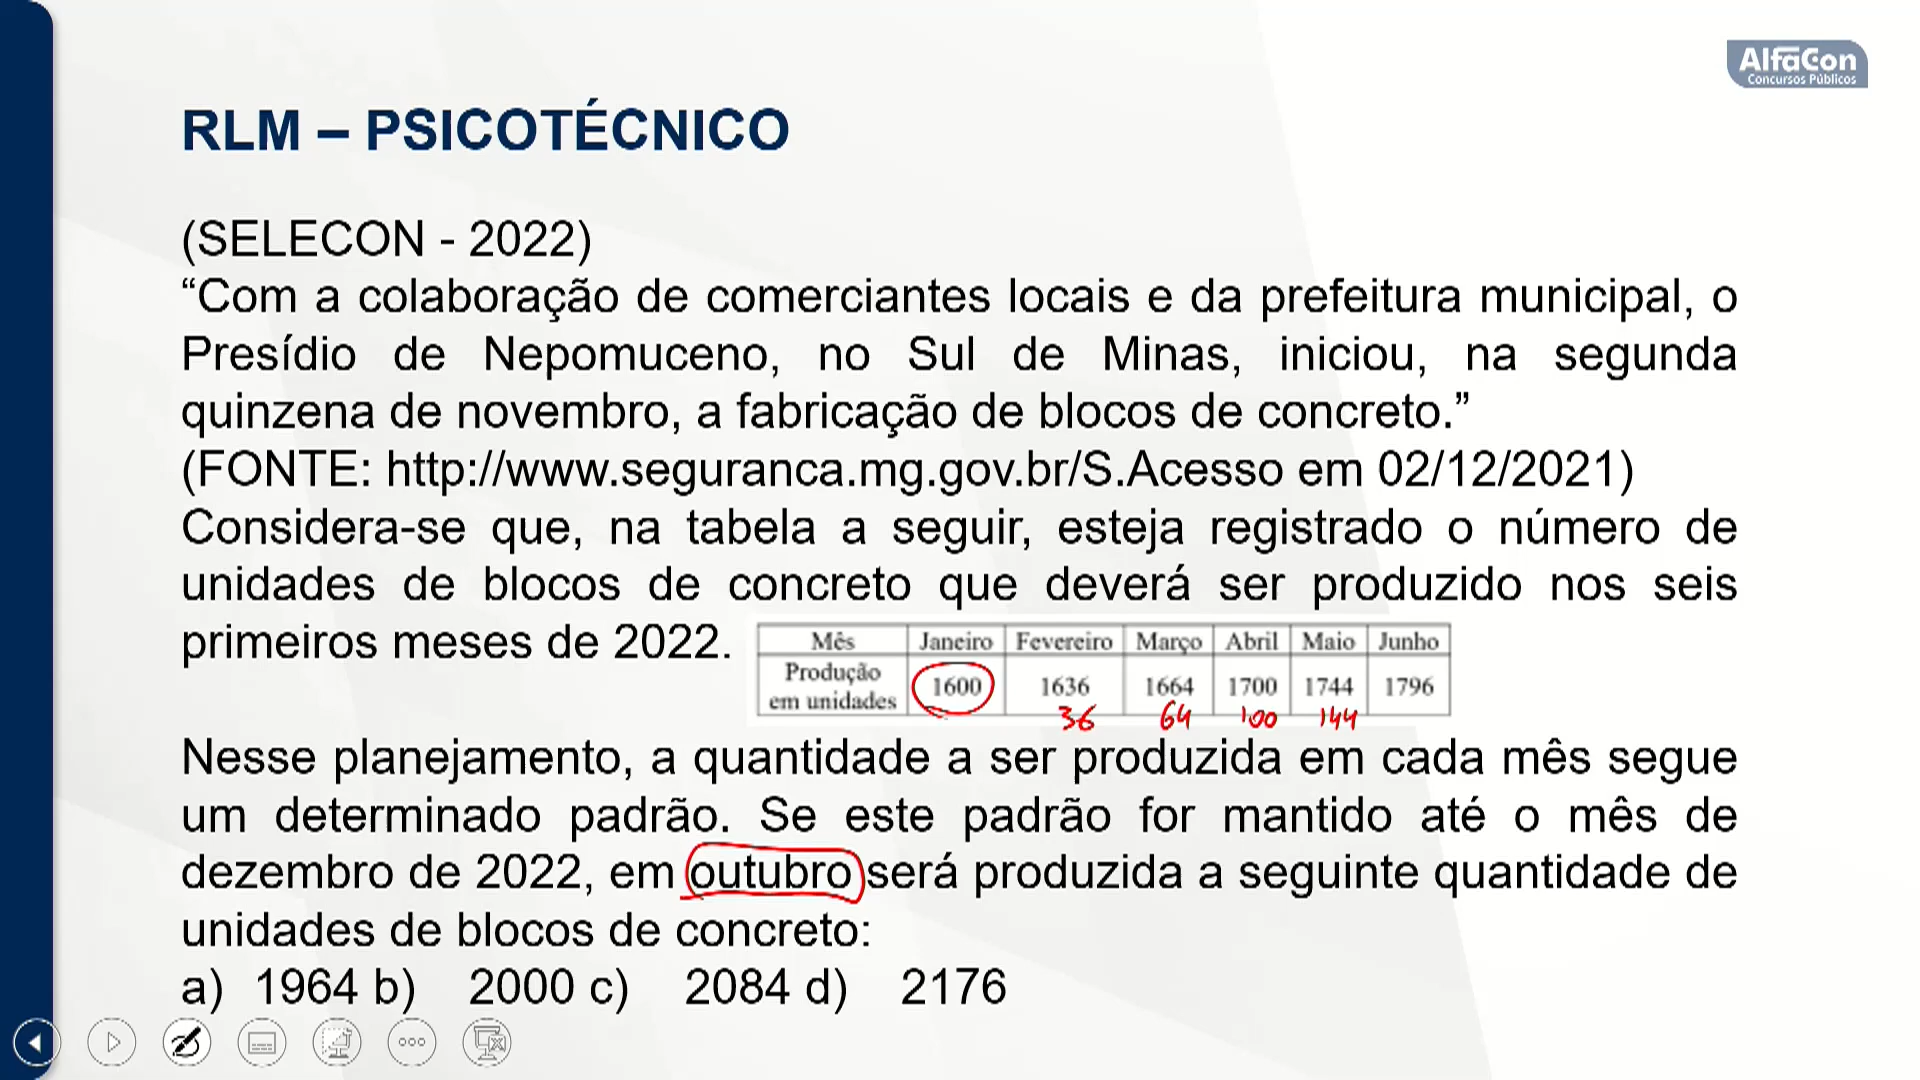 AlfaCon
Concursos Públicos
RLM – PSICOTÉCNICO
(SELECON - 2022)
“Com a colaboração de comerciantes locais e da prefeitura municipal, o
Presídio de Nepomuceno, no Sul de Minas, iniciou, na segunda
quinzena de novembro, a fabricação de blocos de concreto.”
(FONTE: http://www.seguranca.mg.gov.br/S.Acesso em 02/12/2021)
Considera-se que, na tabela a seguir, esteja registrado o número de
unidades de blocos de concreto que deverá ser produzido nos seis
primeiros meses de 2022.
Mês Janeiro Fevereiro Março Abril Maio Junho
Produção em unidades 1600 1636 1664 1700 1744 1796
36 64 100 144
Nesse planejamento, a quantidade a ser produzida em cada mês segue
um determinado padrão. Se este padrão for mantido até o mês de
dezembro de 2022, em outubro será produzida a seguinte quantidade de
unidades de blocos de concreto:
a) 1964 b) 2000 c) 2084 d) 2176